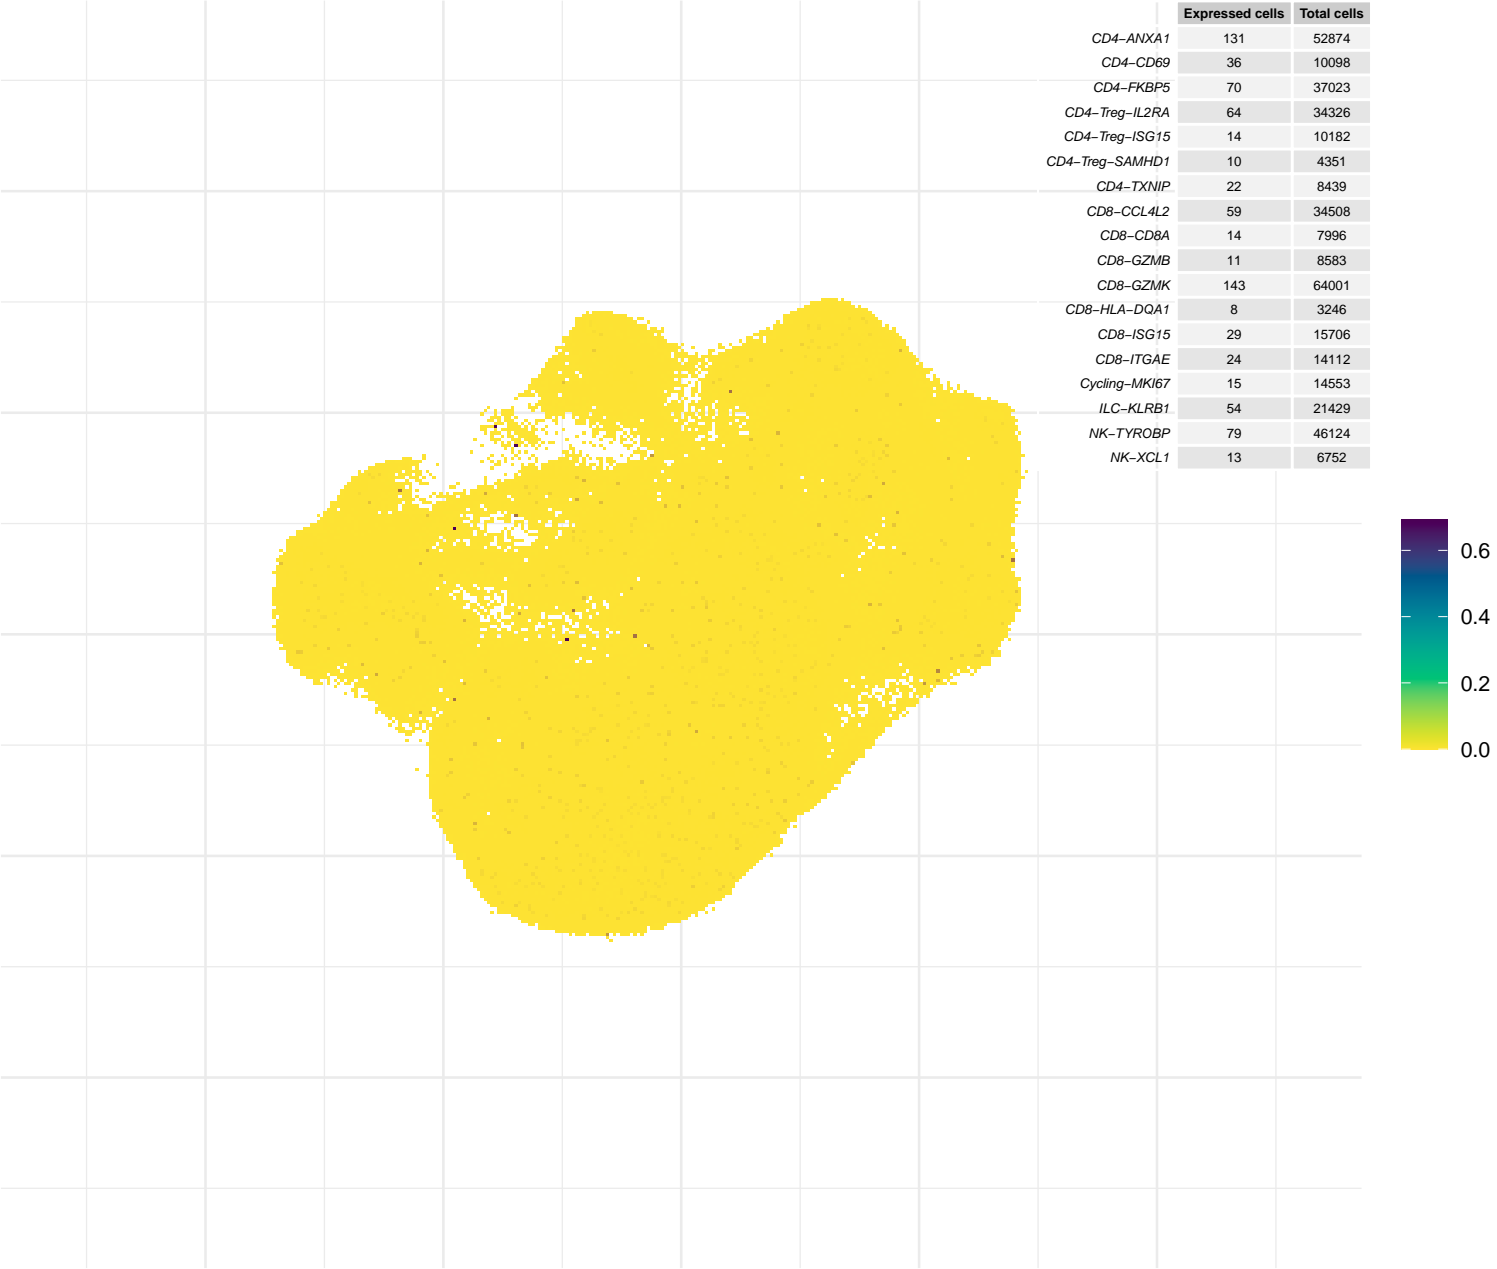 Expressed cells Total cells
CD4−ANXA1 131 52874
CD4−CD69 36 10098
CD4−FKBP5 70 37023
CD4−Treg−IL2RA 64 34326
CD4−Treg−ISG15 14 10182
CD4−Treg−SAMHD1 10 4351
CD4−TXNIP 22 8439
CD8−CCL4L2 59 34508
CD8−CD8A 14 7996
CD8−GZMB 11 8583
CD8−GZMK 143 64001
CD8−HLA−DQA1 8 3246
CD8−ISG15 29 15706
CD8−ITGAE 24 14112
Cycling−MKI67 15 14553
ILC−KLRB1 54 21429
NK−TYROBP 79 46124
NK−XCL1 13 6752
0.6
0.4
0.2
0.0